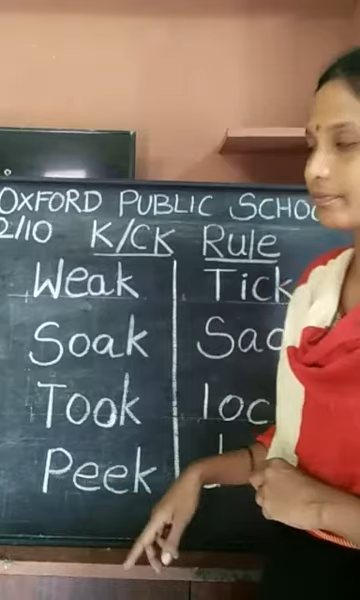 OXFORD PUBLIC SCHOO
2/10 K/CK Rule
Weak Tick
Soak Sac
Took loc
Peek